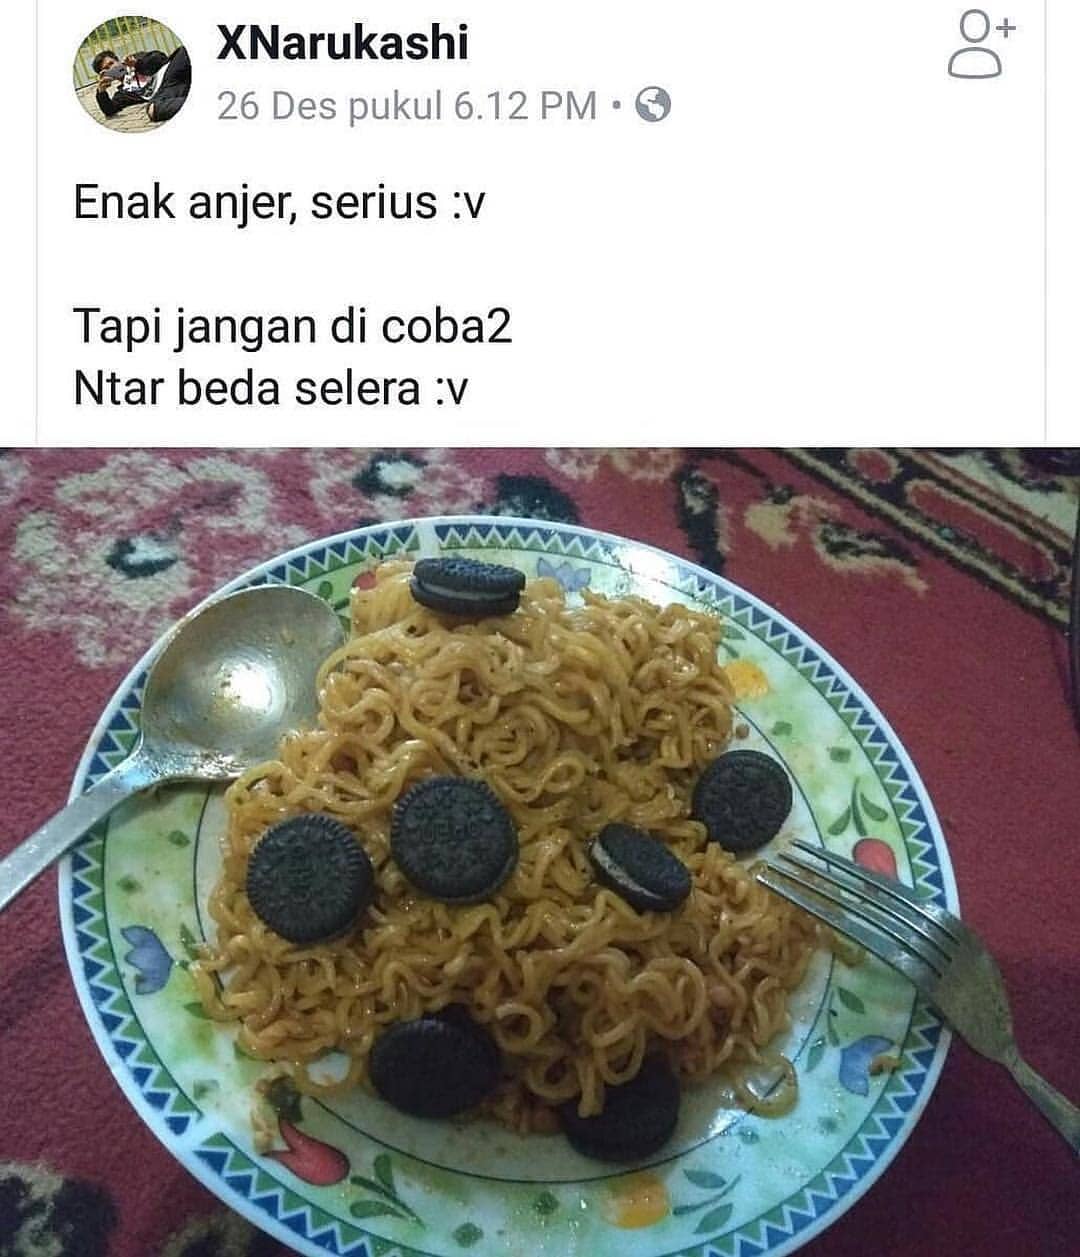 XNarukashi
26 Des pukul 6.12 PM •
Enak anjer, serius :v
Tapi jangan di coba2
Ntar beda selera :v